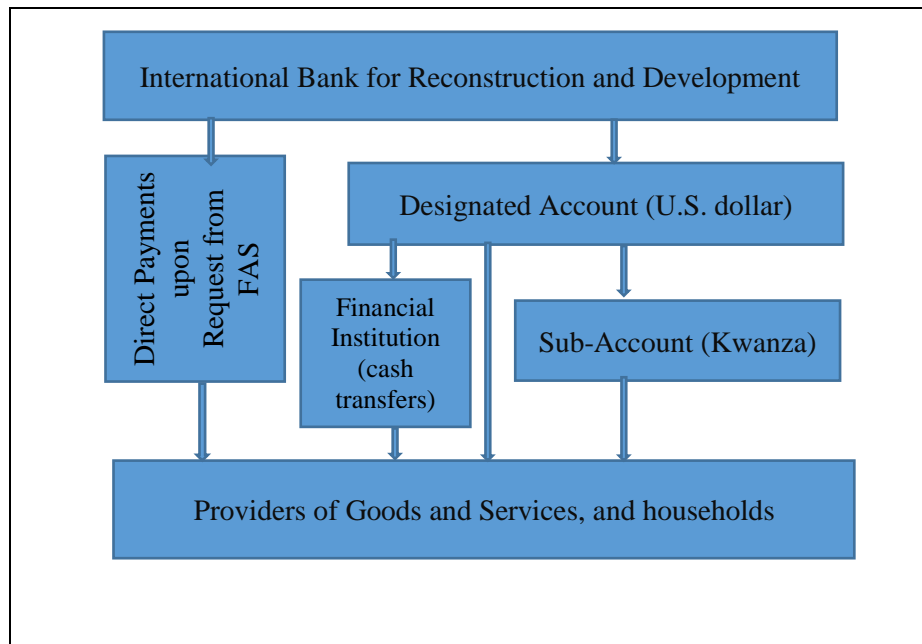 International Bank for Reconstruction and Development
Direct Payments
upon
Request from
FAS
Designated Account (U.S. dollar)
Financial
Institution
(cash
transfers)
Sub-Account (Kwanza)
Providers of Goods and Services, and households